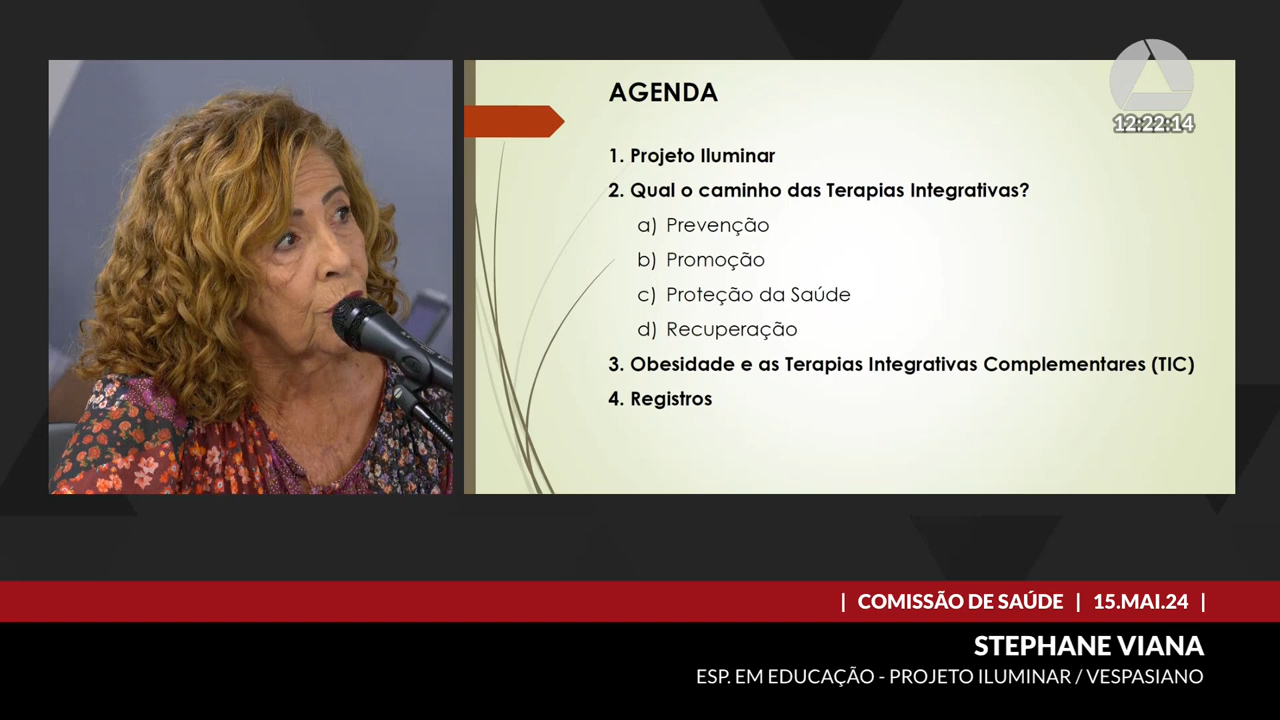 AGENDA
12:22:14
1. Projeto Iluminar
2. Qual o caminho das Terapias Integrativas?
a) Prevenção
b) Promoção
c) Proteção da Saúde
d) Recuperação
3. Obesidade e as Terapias Integrativas Complementares (TIC)
4. Registros
| COMISSÃO DE SAÚDE | 15.MAI.24 |
STEPHANE VIANA
ESP. EM EDUCAÇÃO - PROJETO ILUMINAR / VESPASIANO